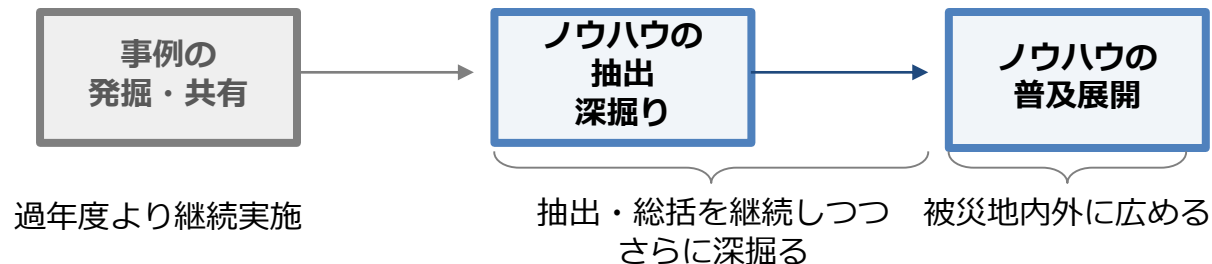 事例の
発掘・共有
ノウハウの
抽出
深掘り
ノウハウの
普及展開
過年度より継続実施
抽出・総括を継続しつつ
さらに深掘る
被災地内外に広める